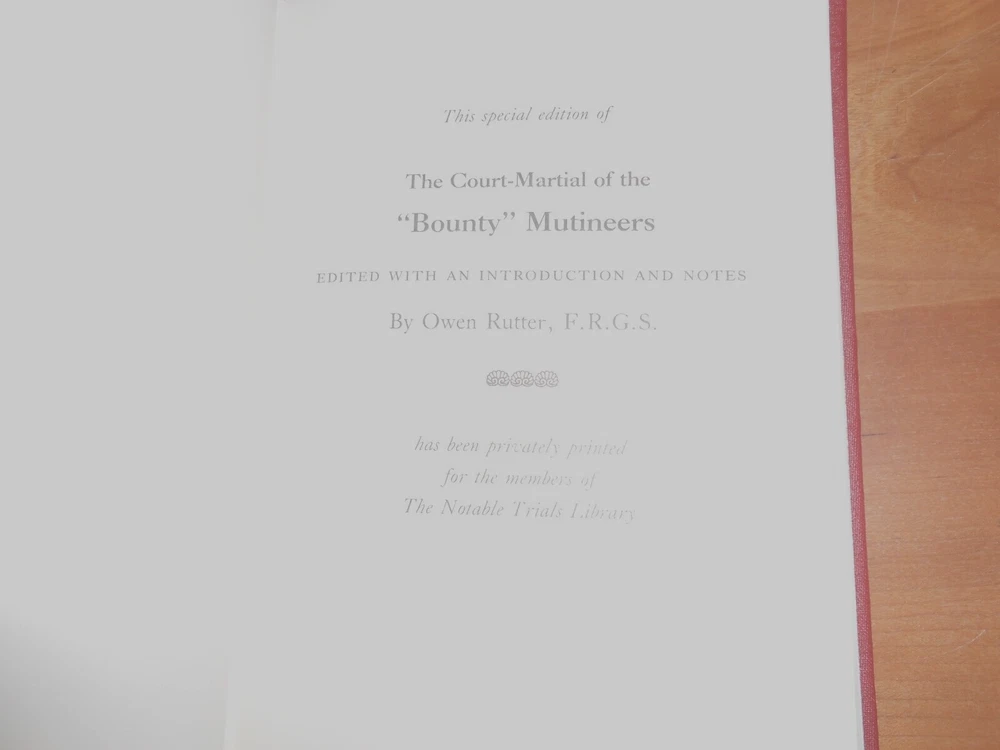 This special edition of
The Court-Martial of the
“Bounty” Mutineers
EDITED WITH AN INTRODUCTION AND NOTES
By Owen Rutter, F.R.G.S.
has been privately printed
for the members of
The Notable Trials Library